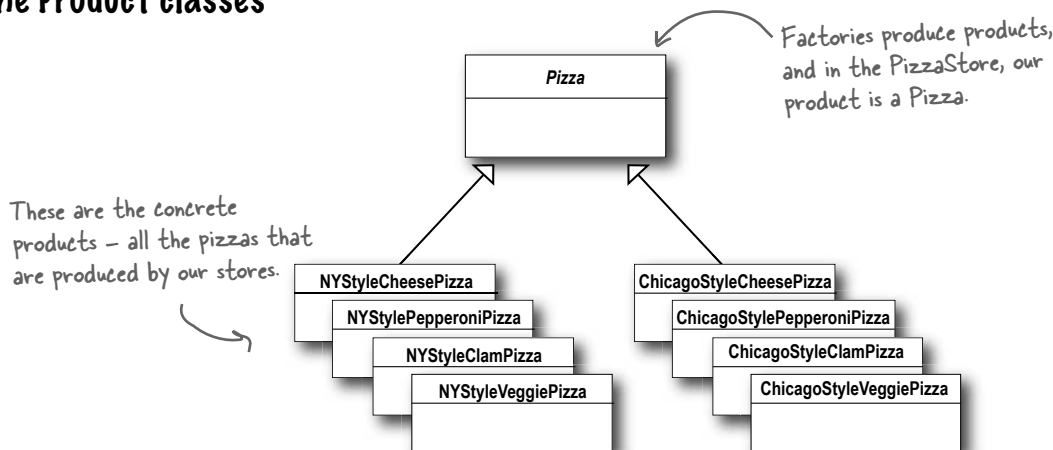 he Product classes
Factories produce products,
and in the PizzaStore, our
product is a Pizza.
Pizza
These are the concrete
products – all the pizzas that
are produced by our stores.
NYStyleCheesePizza
NYStylePepperoniPizza
NYStyleClamPizza
NYStyleVeggiePizza
ChicagoStyleCheesePizza
ChicagoStylePepperoniPizza
ChicagoStyleClamPizza
ChicagoStyleVeggiePizza